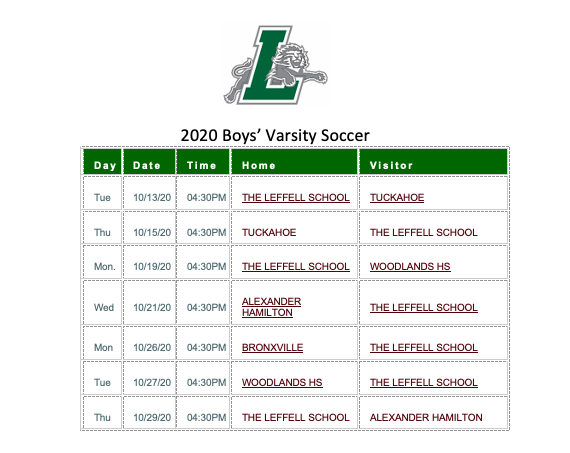 L
2020 Boys’ Varsity Soccer
Day Date Time Home Visitor
Tue 10/13/20 04:30PM THE LEFFELL SCHOOL TUCKAHOE
Thu 10/15/20 04:30PM TUCKAHOE THE LEFFELL SCHOOL
Mon. 10/19/20 04:30PM THE LEFFELL SCHOOL WOODLANDS HS
Wed 10/21/20 04:30PM ALEXANDER HAMILTON THE LEFFELL SCHOOL
Mon 10/26/20 04:30PM BRONXVILLE THE LEFFELL SCHOOL
Tue 10/27/20 04:30PM WOODLANDS HS THE LEFFELL SCHOOL
Thu 10/29/20 04:30PM THE LEFFELL SCHOOL ALEXANDER HAMILTON